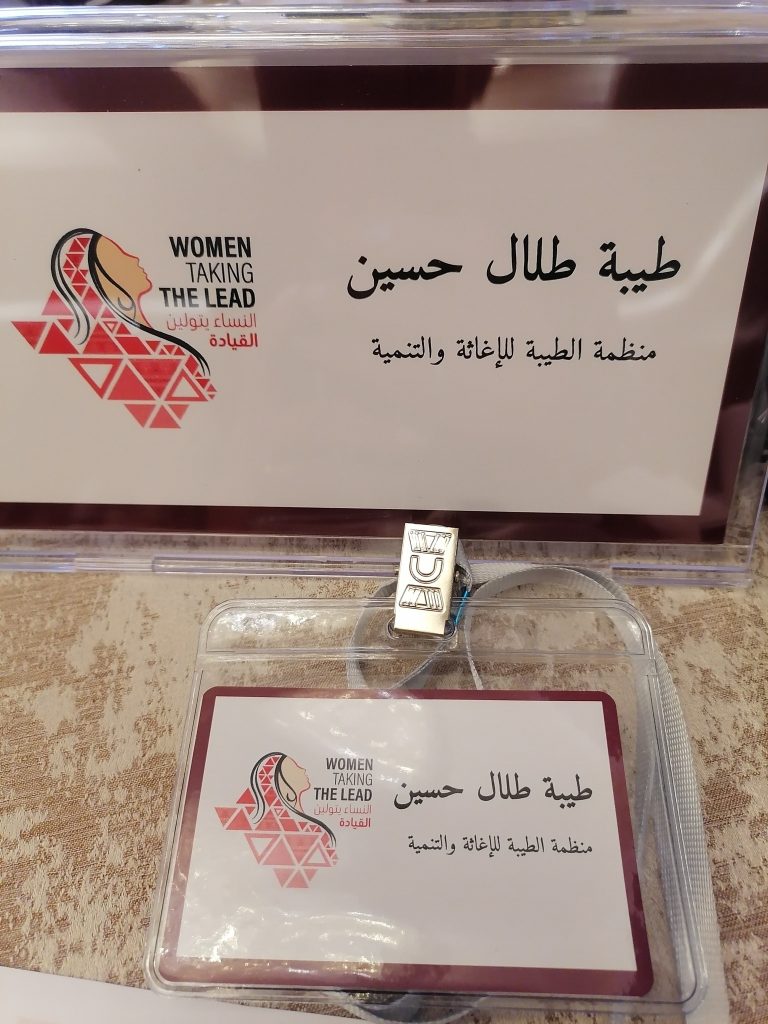 WOMEN
TAKING
THE LEAD
النساء يتولين
القيادة
طيبة طلال حسين
منظمة الطيبة للإغاثة والتنمية
WOMEN
TAKING
THE LEAD
النساء يتولين
القيادة
طيبة طلال حسين
منظمة الطيبة للإغاثة والتنمية